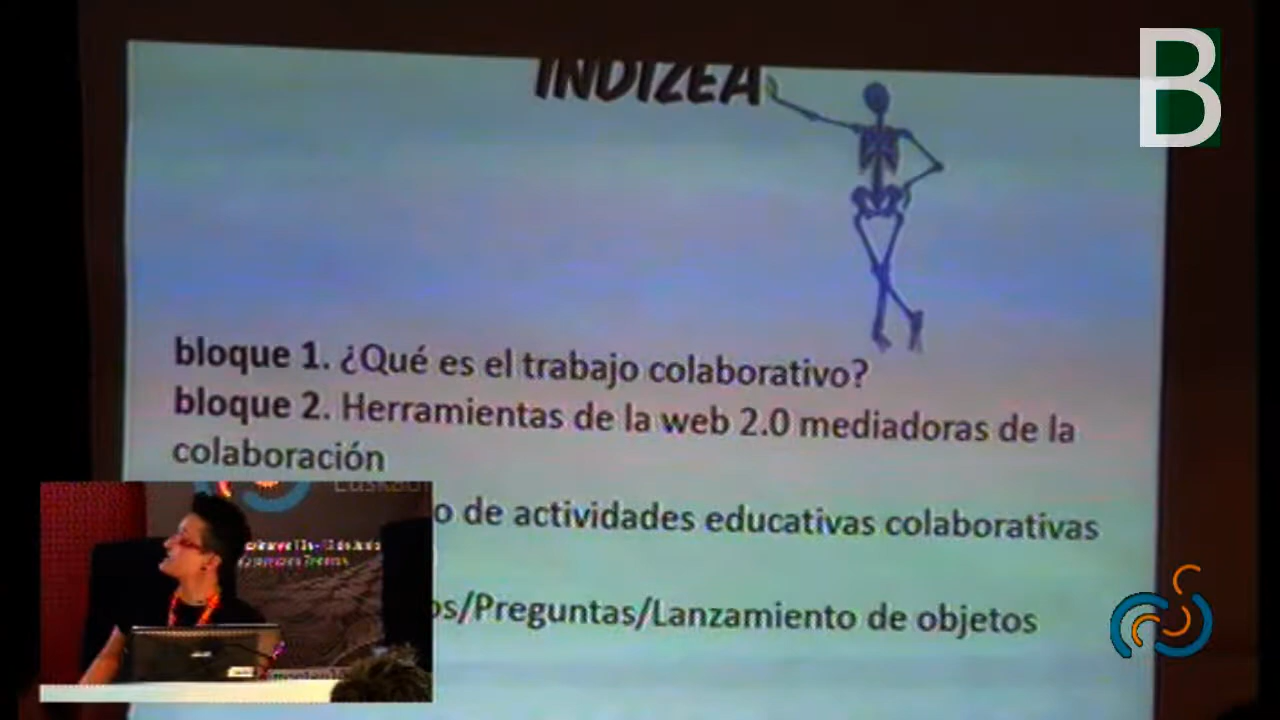 B
INDIZEA
bloque 1. ¿Qué es el trabajo colaborativo?
bloque 2. Herramientas de la web 2.0 mediadoras de la
colaboración
o de actividades educativas colaborativas
os/Preguntas/Lanzamiento de objetos